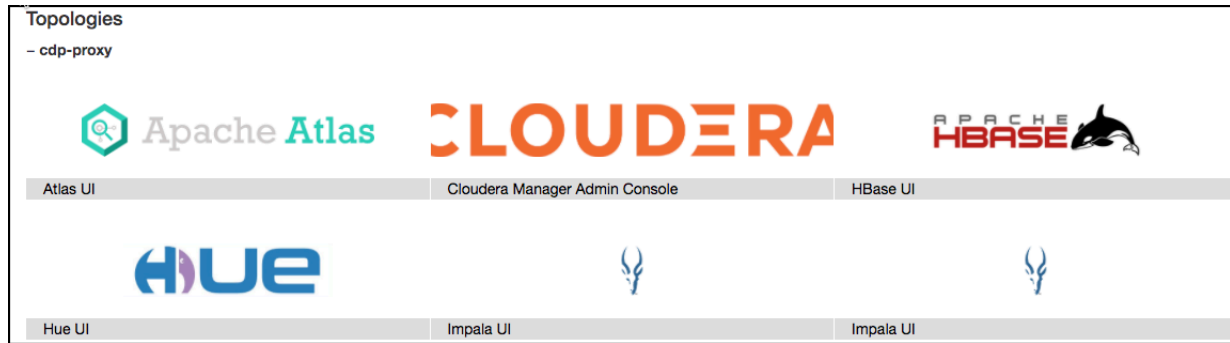 Topologies
– cdp-proxy
Apache Atlas
CLOUDERA
APACHE
HBASE
Atlas UI
Cloudera Manager Admin Console
HBase UI
HUE
Hue UI
Impala UI
Impala UI